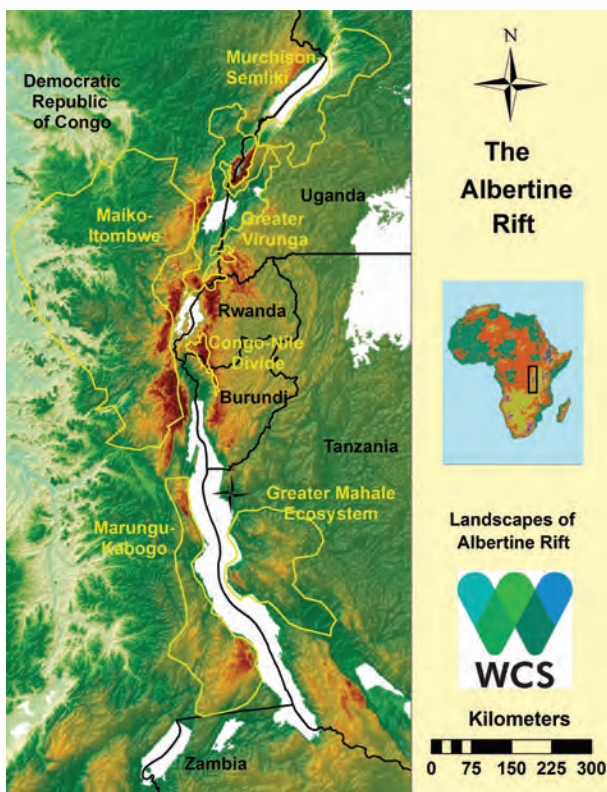 Murchison
Semliki
Democratic
Republic
of Congo
Uganda
Maiko-
Itombwe
Greater
Virunga
Rwanda
Congo-Nile
Divide
Burundi
Tanzania
Greater Mahale
Ecosystem
Marungu-
Kabogo
Zambia
N
The
Albertine
Rift
Landscapes of
Albertine Rift
WCS
Kilometers
0 75 150 225 300